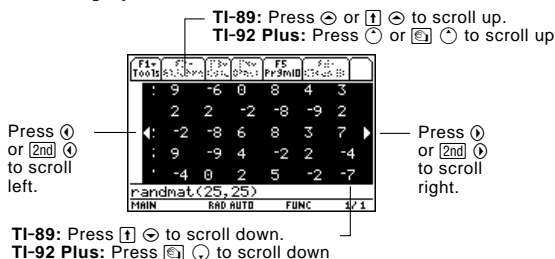 TI-89: Press or to scroll up.
TI-92 Plus: Press or to scroll up
F1 F5
Tools PrgmIO
9 -6 0 8 4 3
2 2 -2 -8 -9 2
-2 -8 6 8 3 7
9 -9 4 -2 2 -4
-4 0 2 5 -2 -7
randmat(25,25)
MAIN RAD AUTO FUNC 1/1
Press
or 2nd
to scroll
left.
Press
or 2nd
to scroll
right.
TI-89: Press to scroll down.
TI-92 Plus: Press to scroll down